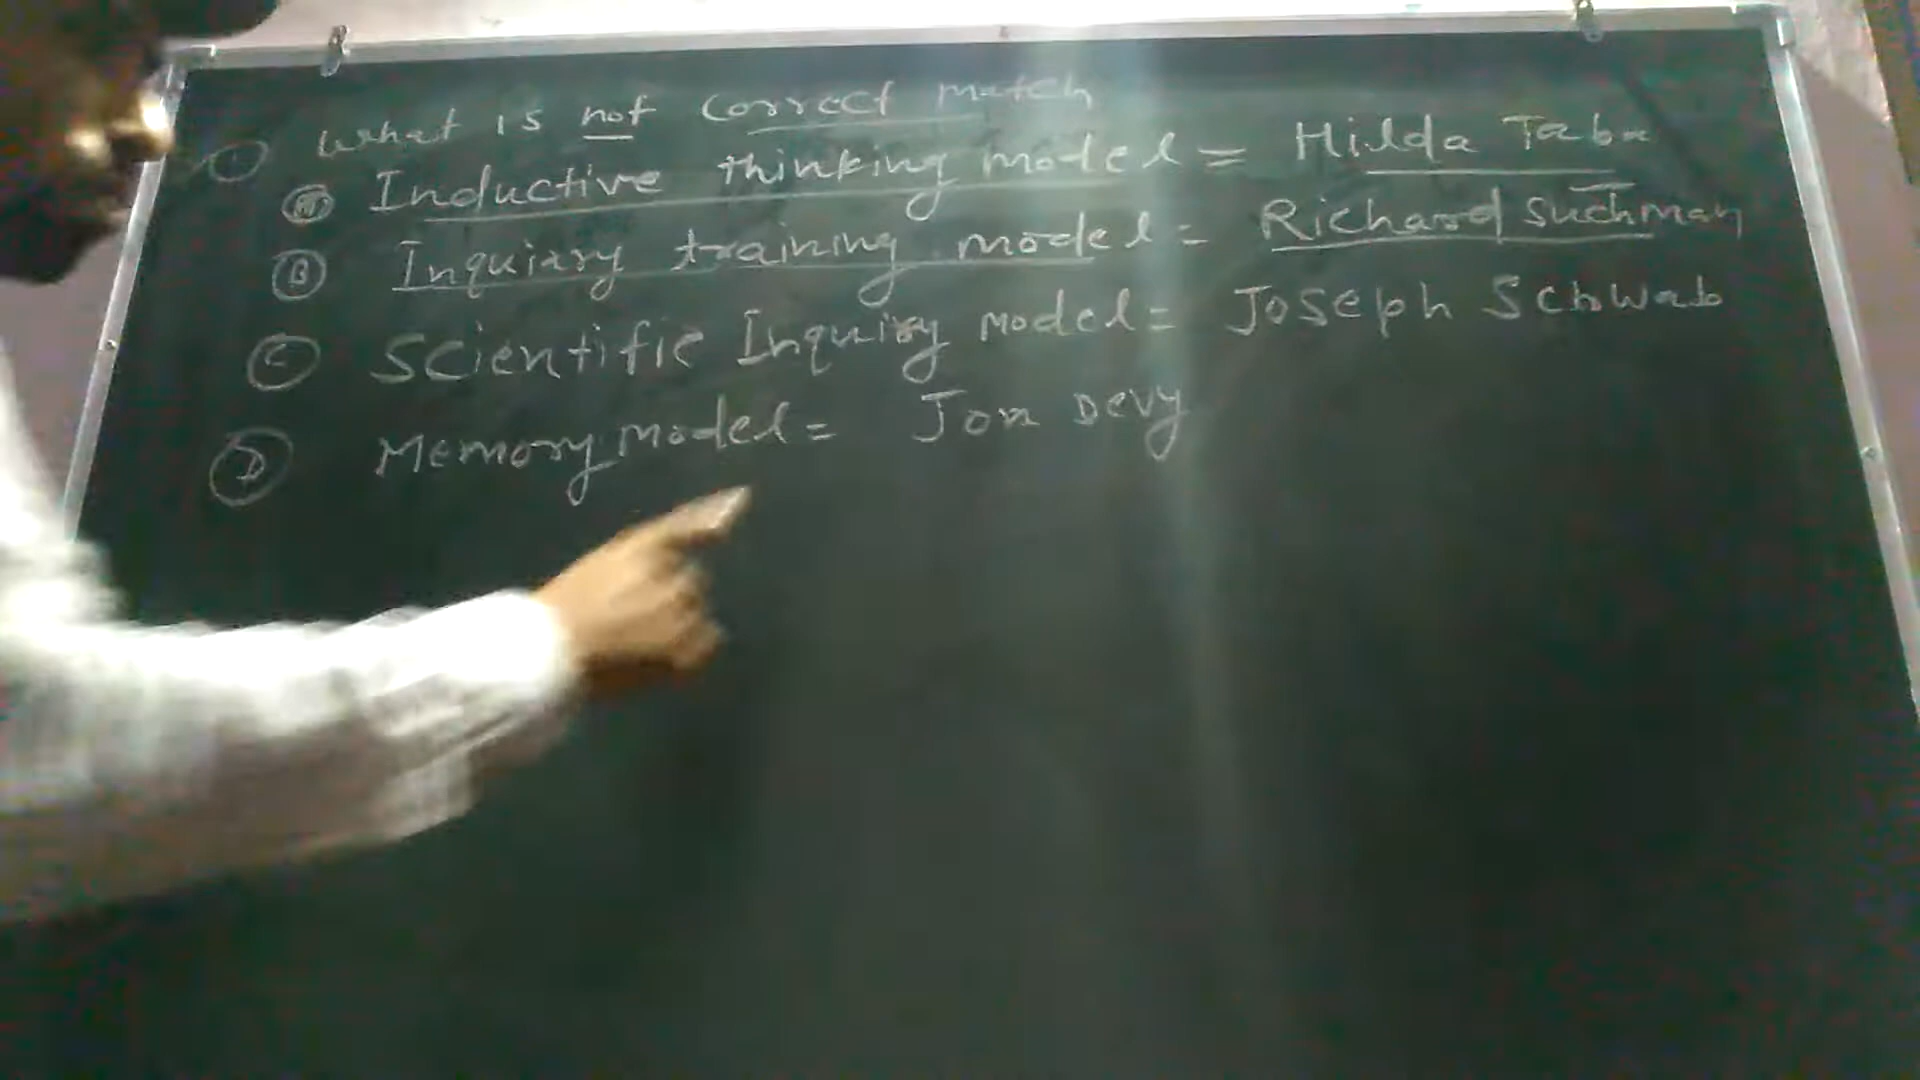 ① What is not correct match
Ⓐ Inductive thinking model = Hilda Taba
Ⓑ Inquiry training model = Richard Suchman
Ⓒ Scientific Inquiry Model = Joseph Schwab
Ⓓ Memory Model = Jon Devy